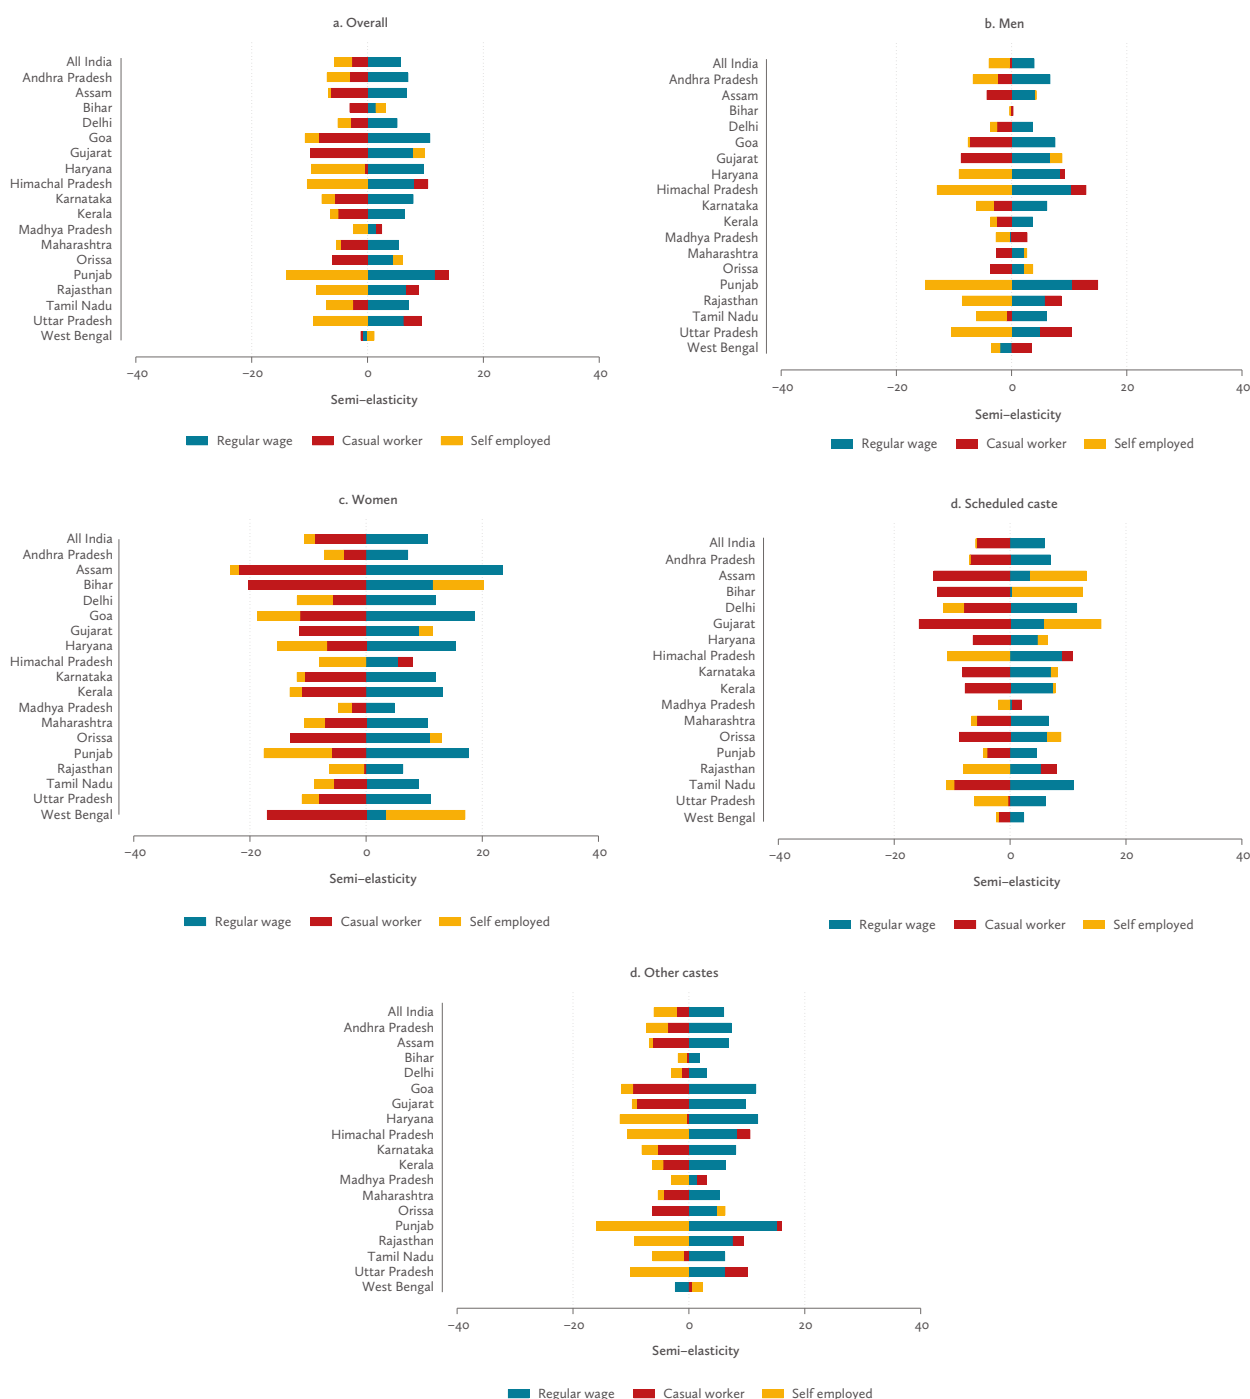 a. Overall
All India
Andhra Pradesh
Assam
Bihar
Delhi
Goa
Gujarat
Haryana
Himachal Pradesh
Karnataka
Kerala
Madhya Pradesh
Maharashtra
Orissa
Punjab
Rajasthan
Tamil Nadu
Uttar Pradesh
West Bengal
−40 −20 0 20 40
Semi−elasticity
Regular wage Casual worker Self employed
b. Men
All India
Andhra Pradesh
Assam
Bihar
Delhi
Goa
Gujarat
Haryana
Himachal Pradesh
Karnataka
Kerala
Madhya Pradesh
Maharashtra
Orissa
Punjab
Rajasthan
Tamil Nadu
Uttar Pradesh
West Bengal
−40 −20 0 20 40
Semi−elasticity
Regular wage Casual worker Self employed
c. Women
All India
Andhra Pradesh
Assam
Bihar
Delhi
Goa
Gujarat
Haryana
Himachal Pradesh
Karnataka
Kerala
Madhya Pradesh
Maharashtra
Orissa
Punjab
Rajasthan
Tamil Nadu
Uttar Pradesh
West Bengal
−40 −20 0 20 40
Semi−elasticity
Regular wage Casual worker Self employed
d. Scheduled caste
All India
Andhra Pradesh
Assam
Bihar
Delhi
Gujarat
Haryana
Himachal Pradesh
Karnataka
Kerala
Madhya Pradesh
Maharashtra
Orissa
Punjab
Rajasthan
Tamil Nadu
Uttar Pradesh
West Bengal
−40 −20 0 20 40
Semi−elasticity
Regular wage Casual worker Self employed
d. Other castes
All India
Andhra Pradesh
Assam
Bihar
Delhi
Goa
Gujarat
Haryana
Himachal Pradesh
Karnataka
Kerala
Madhya Pradesh
Maharashtra
Orissa
Punjab
Rajasthan
Tamil Nadu
Uttar Pradesh
West Bengal
−40 −20 0 20 40
Semi−elasticity
Regular wage Casual worker Self employed